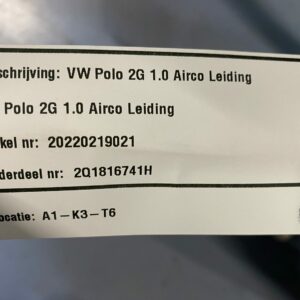 schrijving: VW Polo 2G 1.0 Airco Leiding
Polo 2G 1.0 Airco Leiding
kel nr: 20220219021
derdeel nr: 2Q1816741H
ocatie: A1-K3-T6